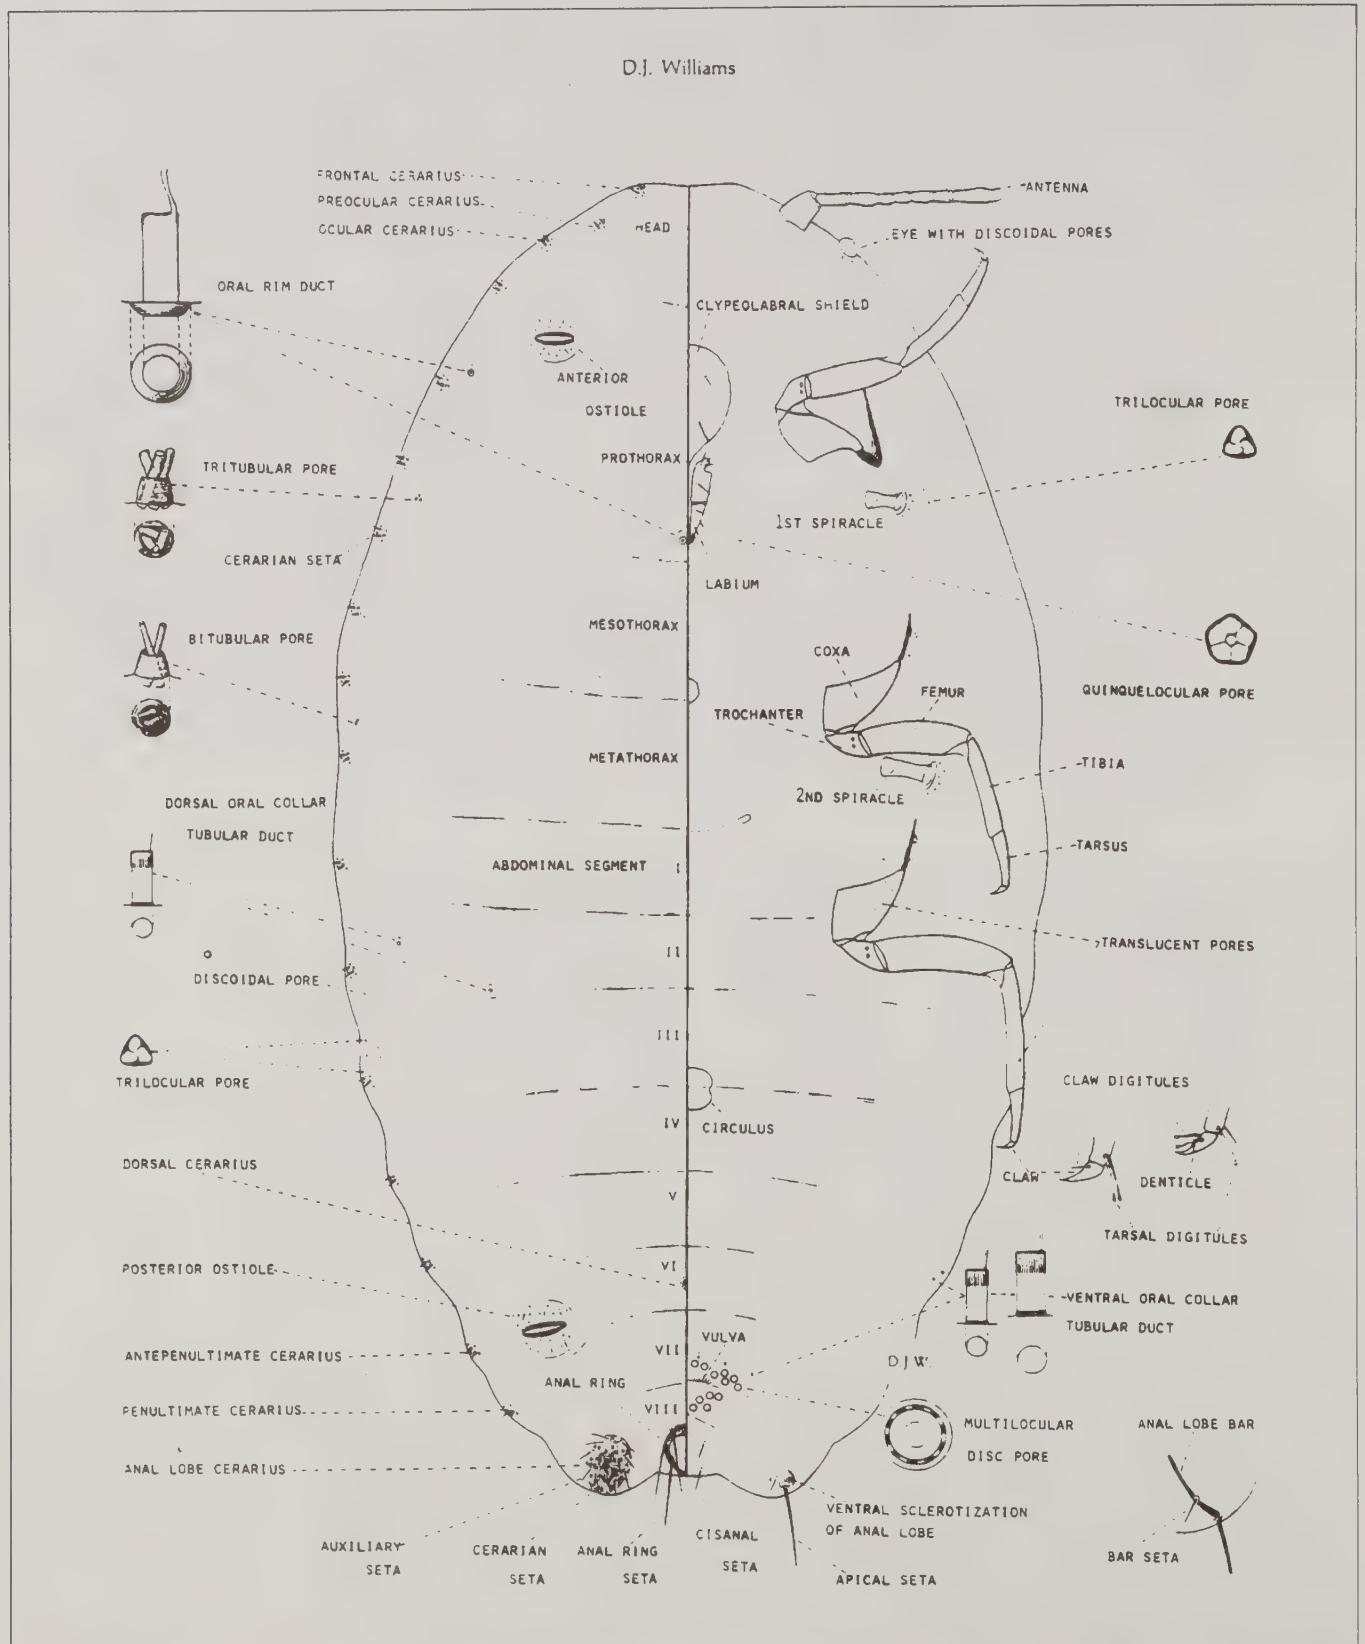 D.J. Williams
FRONTAL CERARIUS
PREOCULAR CERARIUS
OCULAR CERARIUS
HEAD
ANTENNA
EYE WITH DISCOIDAL PORES
ORAL RIM DUCT
CLYPEOLABRAL SHIELD
ANTERIOR
OSTIOLE
TRILOCULAR PORE
PROTHORAX
TRITUBULAR PORE
1ST SPIRACLE
CERARIAN SETA
LABIUM
MESOTHORAX
BITUBULAR PORE
COXA
FEMUR
QUINQUELOCULAR PORE
TROCHANTER
METATHORAX
TIBIA
2ND SPIRACLE
DORSAL ORAL COLLAR
TUBULAR DUCT
TARSUS
ABDOMINAL SEGMENT I
TRANSLUCENT PORES
II
DISCOIDAL PORE
III
TRILOCULAR PORE
CLAW DIGITULES
IV
CIRCULUS
DORSAL CERARIUS
CLAW
DENTICLE
V
TARSAL DIGITULES
POSTERIOR OSTIOLE
VI
VENTRAL ORAL COLLAR
TUBULAR DUCT
VULVA
VII
ANTEPENULTIMATE CERARIUS
D J W.
ANAL RING
PENULTIMATE CERARIUS
VIII
MULTILOCULAR
DISC PORE
ANAL LOBE BAR
ANAL LOBE CERARIUS
VENTRAL SCLEROTIZATION
OF ANAL LOBE
AUXILIARY
SETA
CERARIAN
SETA
ANAL RING
SETA
CISANAL
SETA
APICAL SETA
BAR SETA